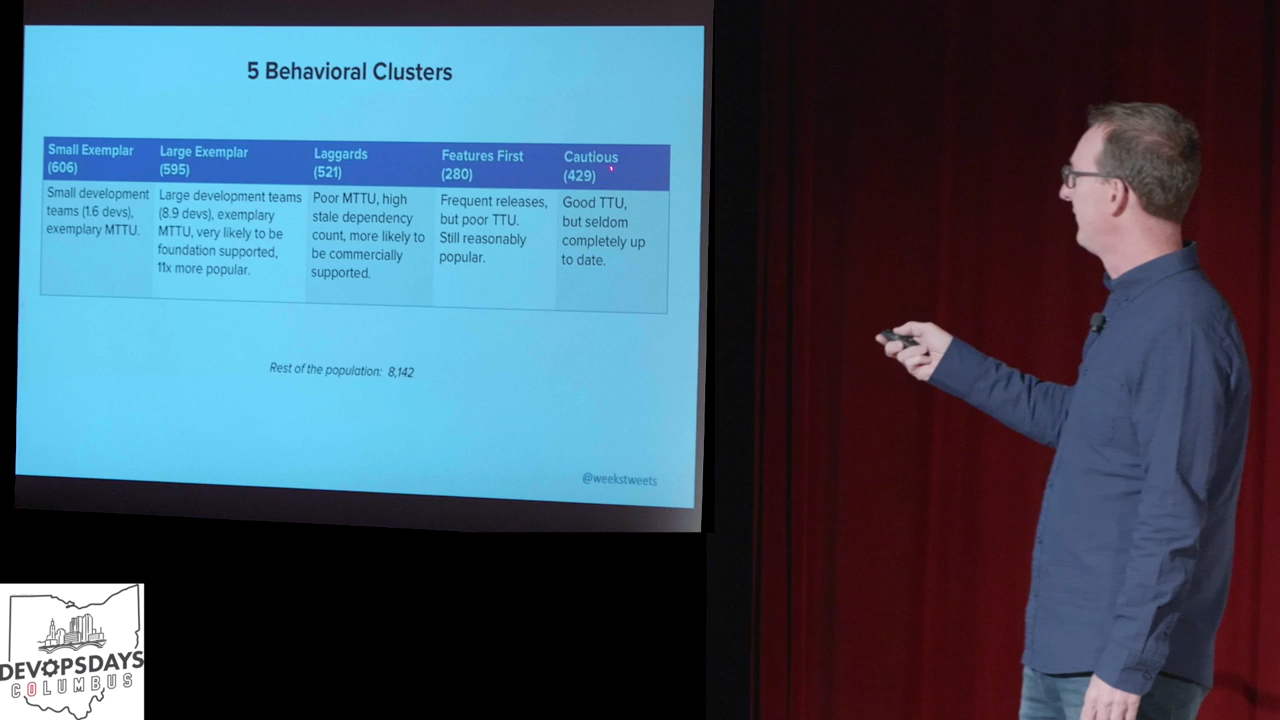 5 Behavioral Clusters
Small Exemplar
(606)
Large Exemplar
(595)
Laggards
(521)
Features First
(280)
Cautious
(429)
Small development
teams (1.6 devs),
exemplary MTTU.
Large development teams
(8.9 devs), exemplary
MTTU, very likely to be
foundation supported,
11x more popular.
Poor MTTU, high
stale dependency
count, more likely to
be commercially
supported.
Frequent releases,
but poor TTU.
Still reasonably
popular.
Good TTU,
but seldom
completely up
to date.
Rest of the population: 8,142
@weekstweets
DEVOPSDAYS
COLUMBUS